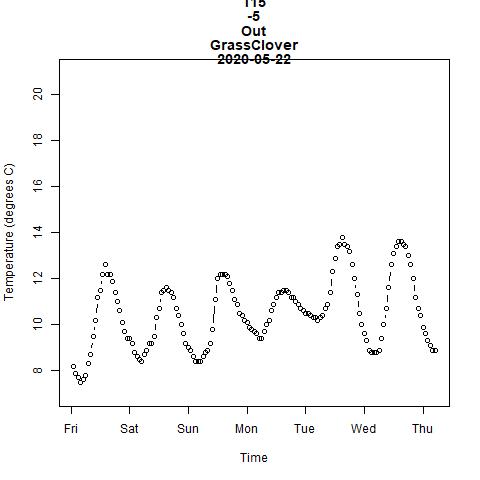 T15
-5
Out
GrassClover
2020-05-22
Temperature (degrees C)
20
18
16
14
12
10
8
Fri Sat Sun Mon Tue Wed Thu
Time